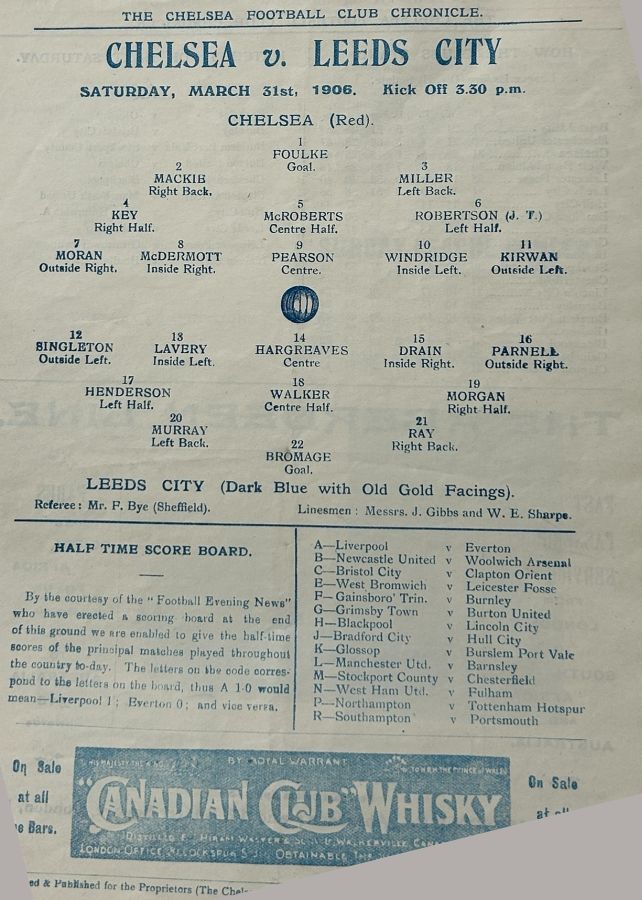 THE CHELSEA FOOTBALL CLUB CHRONICLE.
CHELSEA v. LEEDS CITY
SATURDAY, MARCH 31st, 1906. Kick Off 3.30 p.m.
CHELSEA (Red).
1
FOULKE
Goal.
2 3
MACKIE MILLER
Right Back. Left Back.
4 5 6
KEY McROBERTS ROBERTSON (J. T.)
Right Half. Centre Half. Left Half.
7 8 9 10 11
MORAN McDERMOTT PEARSON WINDRIDGE KIRWAN
Outside Right. Inside Right. Centre. Inside Left. Outside Left.
12 13 14 15 16
SINGLETON LAVERY HARGREAVES DRAIN PARNELL
Outside Left. Inside Left. Centre Inside Right. Outside Right.
17 18 19
HENDERSON WALKER MORGAN
Left Half. Centre Half. Right Half.
20 21
MURRAY RAY
Left Back. Right Back.
22
BROMAGE
Goal.
LEEDS CITY (Dark Blue with Old Gold Facings).
Referee: Mr. F. Bye (Sheffield). Linesmen: Messrs. J. Gibbs and W. E. Sharpe.
HALF TIME SCORE BOARD.
By the courtesy of the "Football Evening News"
who have erected a scoring board at the end
of this ground we are enabled to give the half-time
scores of the principal matches played throughout
the country to-day. The letters on the code corres-
pond to the letters on the board, thus A 1-0 would
mean—Liverpool 1; Everton 0; and vice versa.
A—Liverpool v Everton
B—Newcastle United v Woolwich Arsenal
C—Bristol City v Clapton Orient
E—West Bromwich v Leicester Fosse
F—Gainsboro' Trin. v Burnley
G—Grimsby Town v Burton United
H—Blackpool v Lincoln City
J—Bradford City v Hull City
K—Glossop v Burslem Port Vale
L—Manchester Utd. v Barnsley
M—Stockport County v Chesterfield
N—West Ham Utd. v Fulham
P—Northampton v Tottenham Hotspur
R—Southampton v Portsmouth
On Sale
at all
Bars.
BY ROYAL WARRANT
"CANADIAN CLUB" WHISKY
LONDON OFFICE OBTAINABLE
On Sale
at all
ed & Published for the Proprietors (The Chel